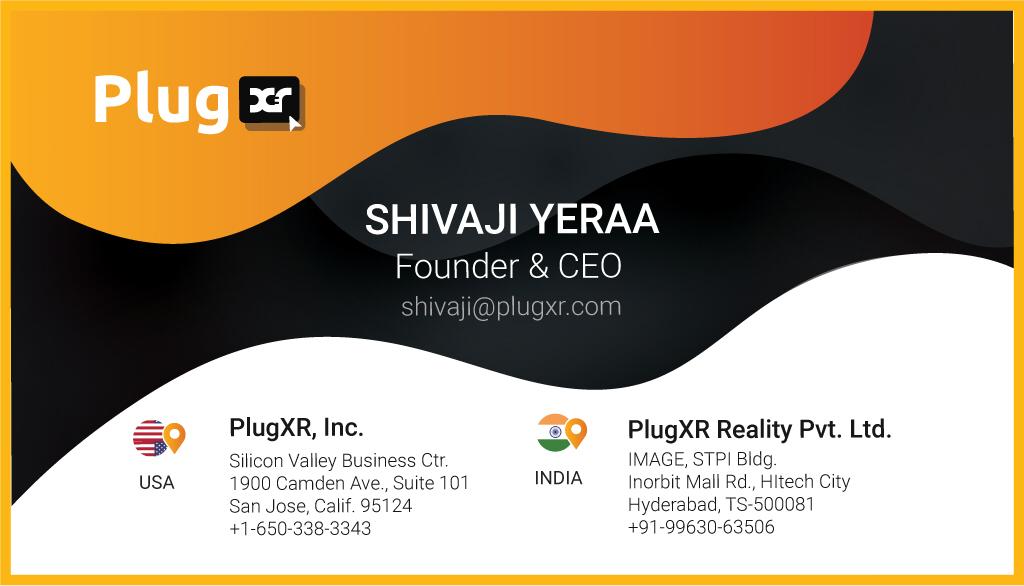 Plug xr
SHIVAJI YERAA
Founder & CEO
shivaji@plugxr.com
USA
PlugXR, Inc.
Silicon Valley Business Ctr.
1900 Camden Ave., Suite 101
San Jose, Calif. 95124
+1-650-338-3343
INDIA
PlugXR Reality Pvt. Ltd.
IMAGE, STPI Bldg.
Inorbit Mall Rd., HItech City
Hyderabad, TS-500081
+91-99630-63506